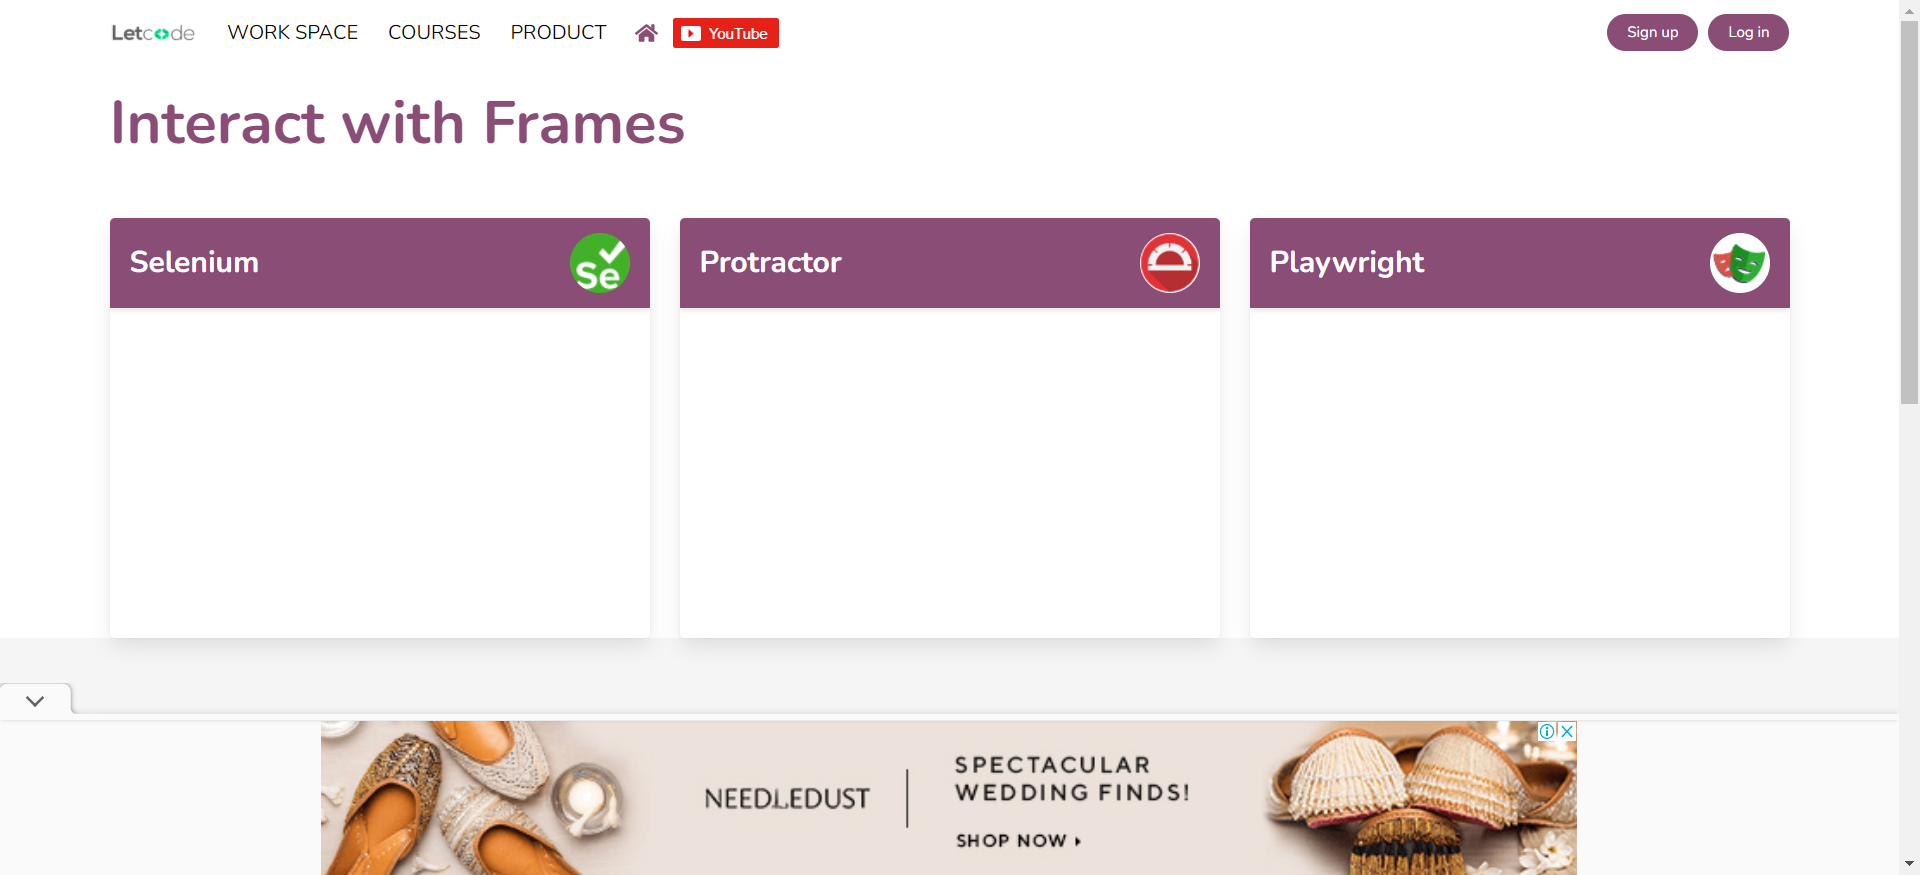 Letcode WORK SPACE COURSES PRODUCT YouTube Sign up Log in
Interact with Frames
Selenium Se Protractor Playwright
NEEDLEDUST
SPECTACULAR
WEDDING FINDS!
SHOP NOW